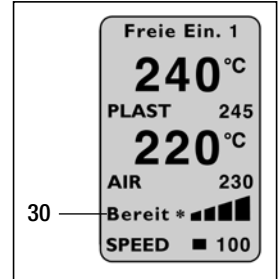 Freie Ein. 1
240°C
PLAST 245
220°C
AIR 230
30 Bereit *
SPEED ■ 100